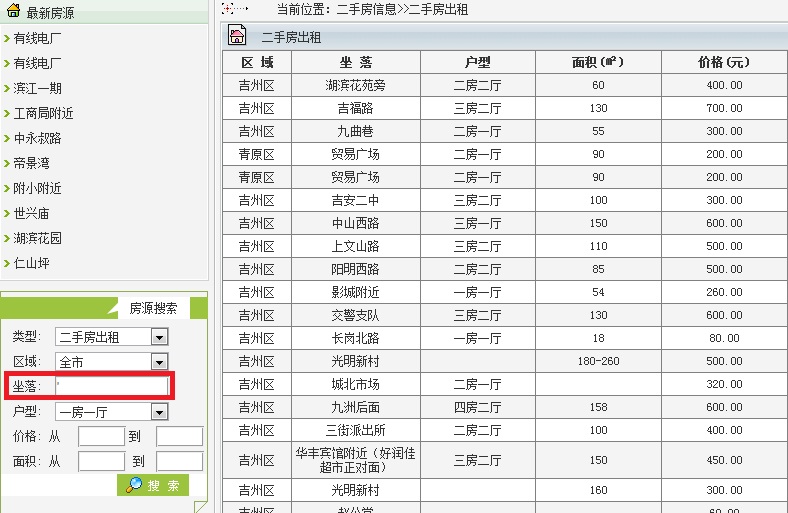 最新房源
有线电厂
有线电厂
滨江一期
工商局附近
中永叔路
帝景湾
附小附近
世兴庙
湖滨花园
仁山坪
房源搜索
类型: 二手房出租
区域: 全市
坐落: '
户型: 一房一厅
价格: 从 到
面积: 从 到
搜 索
当前位置: 二手房信息>>二手房出租
二手房出租
区 域 坐 落 户型 面积(㎡) 价格(元)
吉州区 湖滨花苑旁 二房二厅 60 400.00
吉州区 吉福路 三房二厅 130 700.00
吉州区 九曲巷 二房一厅 55 300.00
青原区 贸易广场 二房一厅 90 200.00
青原区 贸易广场 二房一厅 90 200.00
吉州区 吉安二中 三房二厅 100 300.00
吉州区 中山西路 三房一厅 150 600.00
吉州区 上文山路 三房二厅 110 500.00
吉州区 阳明西路 二房二厅 85 500.00
吉州区 影城附近 一房一厅 54 260.00
吉州区 交警支队 三房二厅 130 600.00
吉州区 长岗北路 一房一厅 18 80.00
吉州区 光明新村 180-260 500.00
吉州区 城北市场 二房一厅 320.00
吉州区 九洲后面 四房二厅 158 600.00
吉州区 三街派出所 二房二厅 100 400.00
吉州区 华丰宾馆附近（好润佳超市正对面） 三房二厅 150 450.00
吉州区 光明新村 160 300.00
吉州区